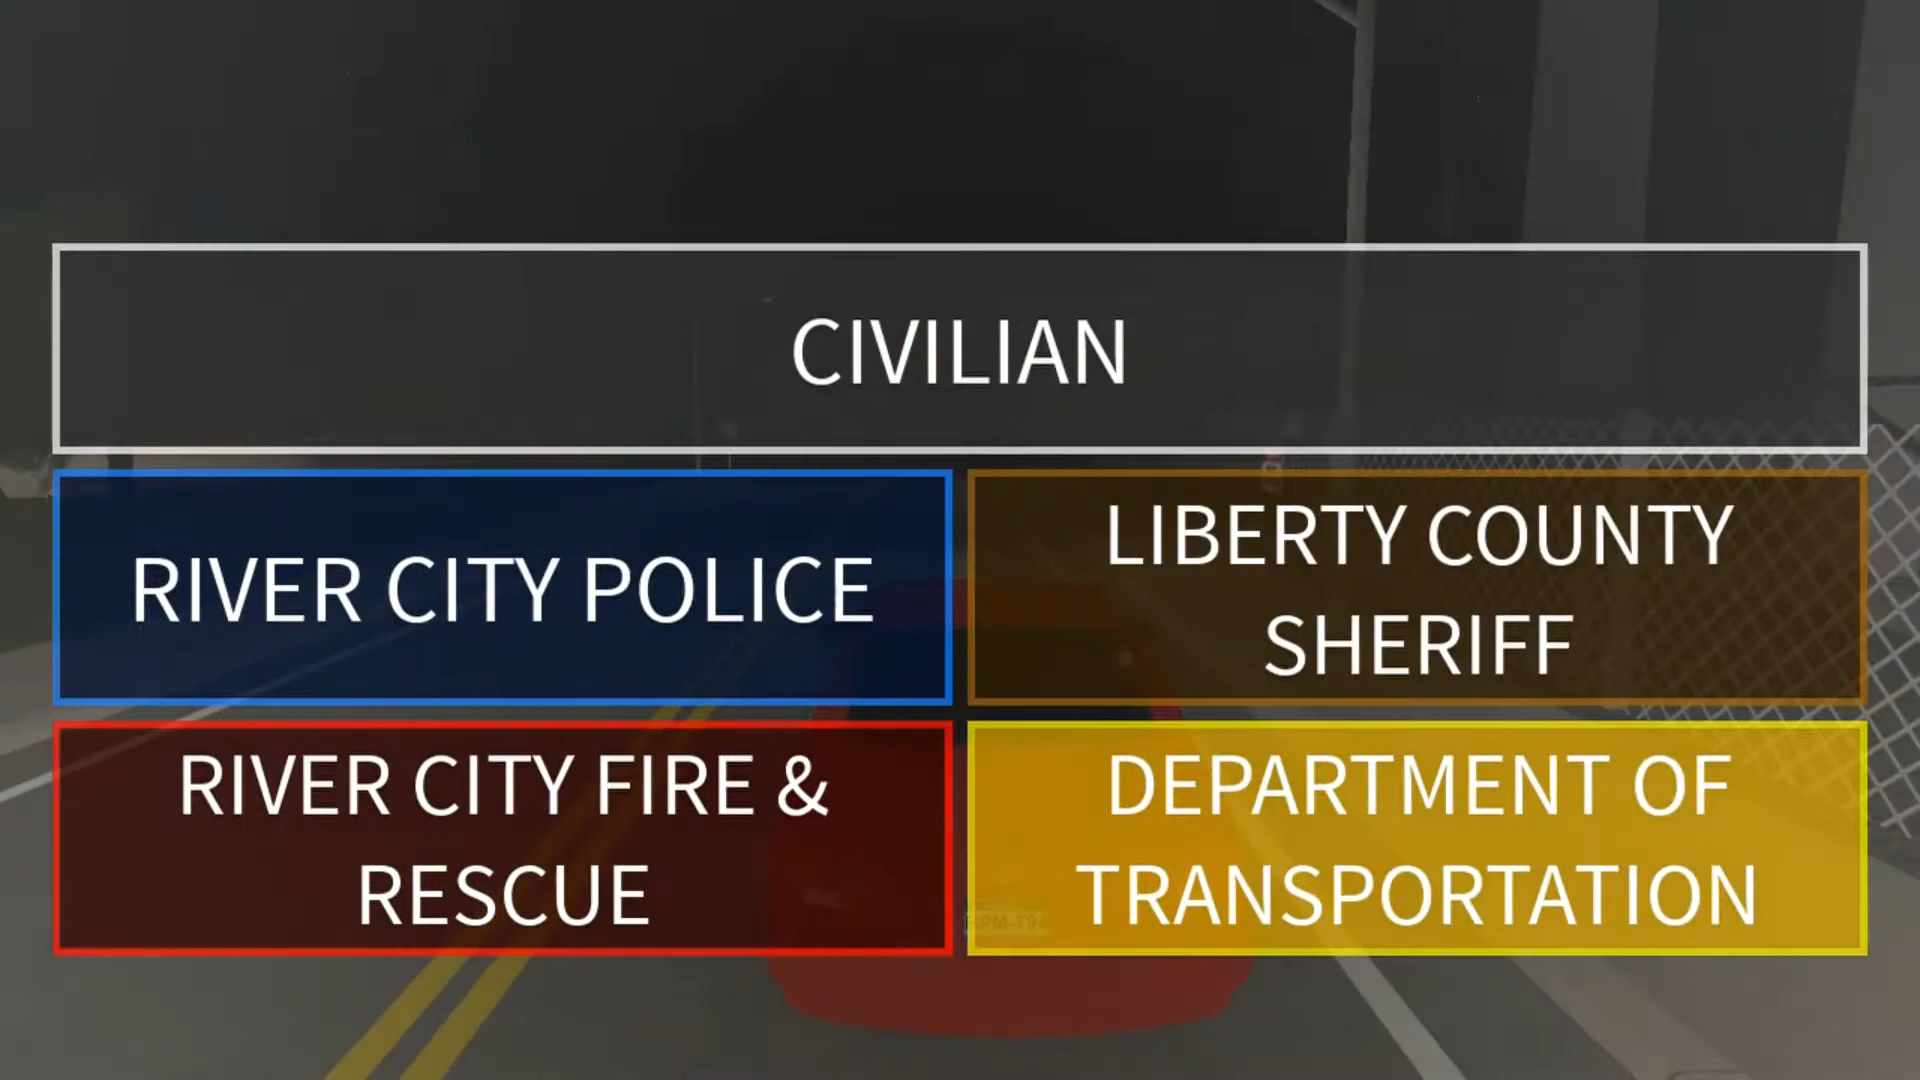 CIVILIAN
RIVER CITY POLICE
LIBERTY COUNTY
SHERIFF
RIVER CITY FIRE &
RESCUE
DEPARTMENT OF
TRANSPORTATION